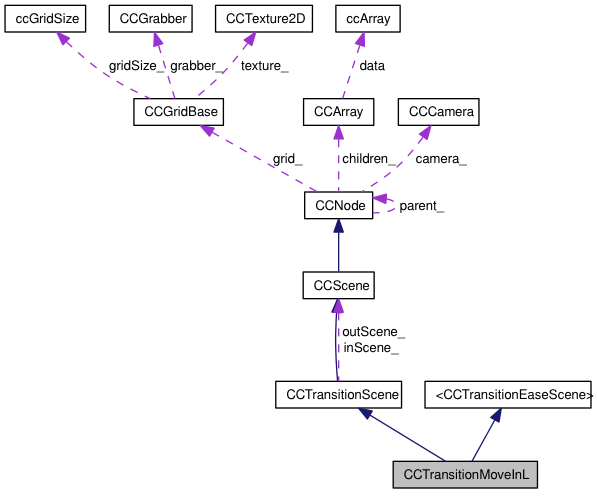 ccGridSize
CCGrabber
CCTexture2D
ccArray
gridSize_
grabber_
texture_
data
CCGridBase
CCArray
CCCamera
grid_
children_
camera_
CCNode
parent_
CCScene
outScene_
inScene_
CCTransitionScene
<CCTransitionEaseScene>
CCTransitionMoveInL